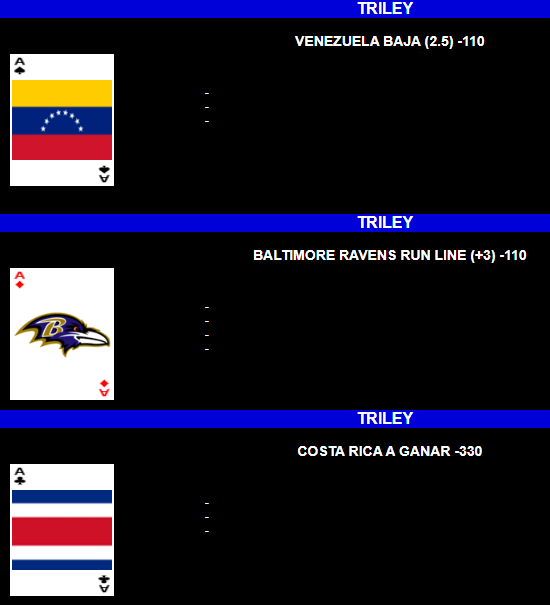 TRILEY
VENEZUELA BAJA (2.5) -110
A
-
-
-
A
TRILEY
BALTIMORE RAVENS RUN LINE (+3) -110
A
-
B
-
-
-
A
TRILEY
COSTA RICA A GANAR -330
A
-
-
-
A